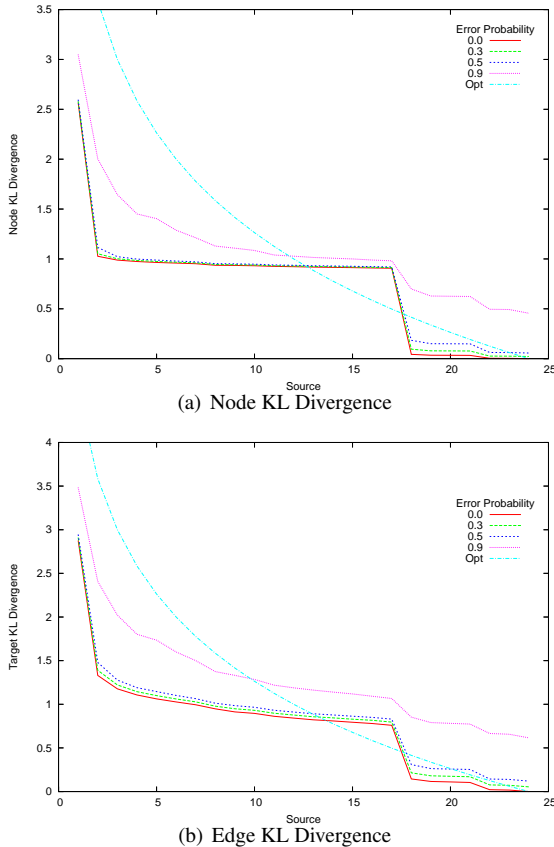 3.5
3
2.5
2
1.5
1
0.5
0
Node KL Divergence
Error Probability
0.0
0.3
0.5
0.9
Opt
0 5 10 15 20 25
Source
(a) Node KL Divergence
4
3.5
3
2.5
2
1.5
1
0.5
0
Target KL Divergence
Error Probability
0.0
0.3
0.5
0.9
Opt
0 5 10 15 20 25
Source
(b) Edge KL Divergence